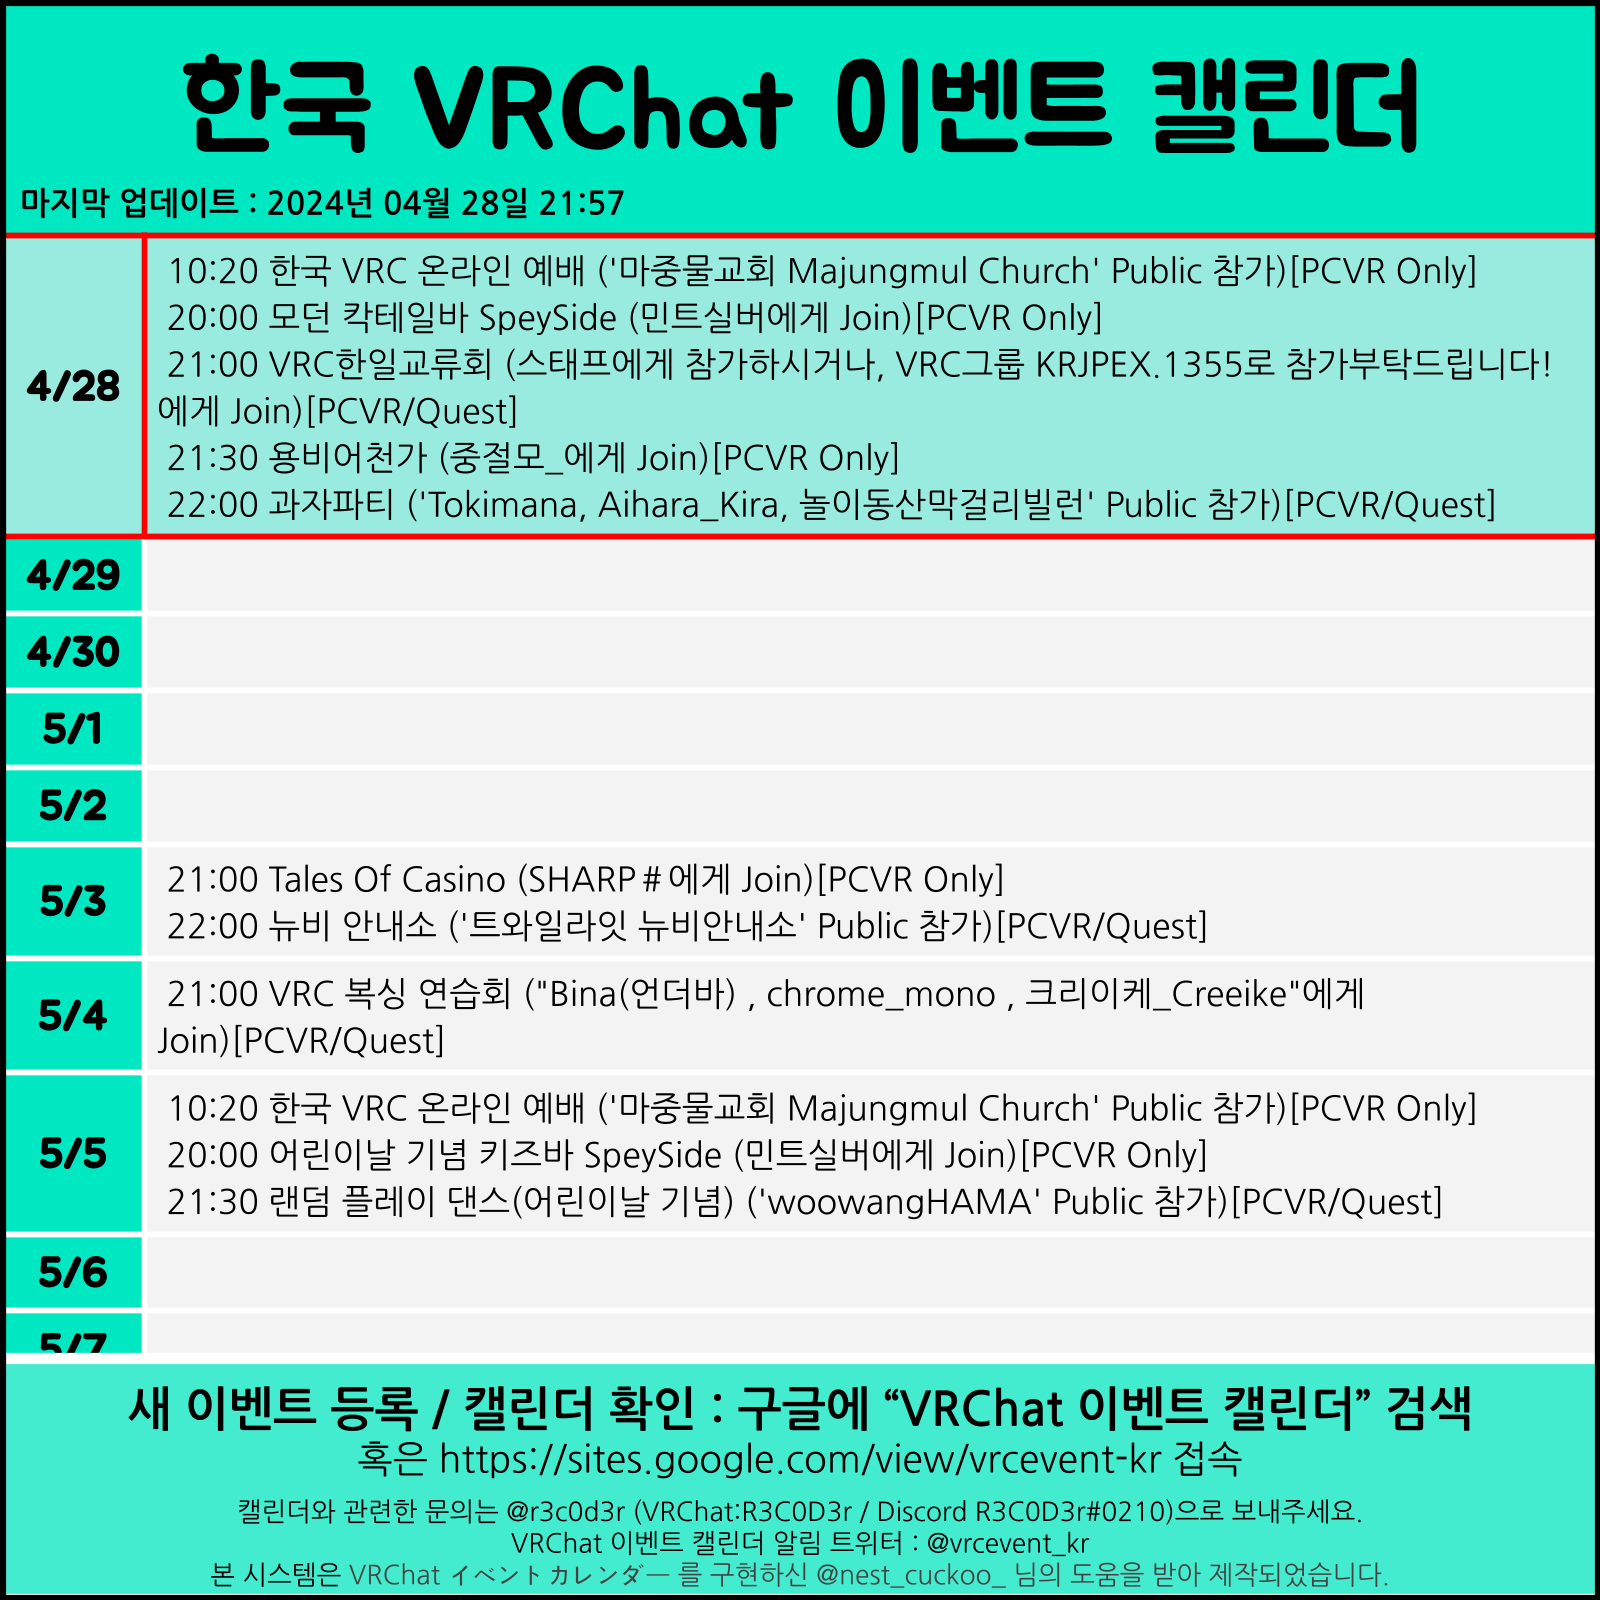 한국 VRChat 이벤트 캘린더
마지막 업데이트 : 2024년 04월 28일 21:57
4/28
10:20 한국 VRC 온라인 예배 ('마중물교회 Majungmul Church' Public 참가)[PCVR Only]
20:00 모던 칵테일바 SpeySide (민트실버에게 Join)[PCVR Only]
21:00 VRC한일교류회 (스태프에게 참가하시거나, VRC그룹 KRJPEX.1355로 참가부탁드립니다!
에게 Join)[PCVR/Quest]
21:30 용비어천가 (중절모_에게 Join)[PCVR Only]
22:00 과자파티 ('Tokimana, Aihara_Kira, 놀이동산막걸리빌런' Public 참가)[PCVR/Quest]
4/29
4/30
5/1
5/2
5/3
21:00 Tales Of Casino (SHARP＃에게 Join)[PCVR Only]
22:00 뉴비 안내소 ('트와일라잇 뉴비안내소' Public 참가)[PCVR/Quest]
5/4
21:00 VRC 복싱 연습회 ("Bina(언더바) , chrome_mono , 크리이케_Creeike"에게
Join)[PCVR/Quest]
5/5
10:20 한국 VRC 온라인 예배 ('마중물교회 Majungmul Church' Public 참가)[PCVR Only]
20:00 어린이날 기념 키즈바 SpeySide (민트실버에게 Join)[PCVR Only]
21:30 랜덤 플레이 댄스(어린이날 기념) ('woowangHAMA' Public 참가)[PCVR/Quest]
5/6
5/7
새 이벤트 등록 / 캘린더 확인 : 구글에 “VRChat 이벤트 캘린더” 검색
혹은 https://sites.google.com/view/vrcevent-kr 접속
캘린더와 관련한 문의는 @r3c0d3r (VRChat:R3C0D3r / Discord R3C0D3r#0210)으로 보내주세요.
VRChat 이벤트 캘린더 알림 트위터 : @vrcevent_kr
본 시스템은 VRChat イベントカレンダー 를 구현하신 @nest_cuckoo_ 님의 도움을 받아 제작되었습니다.